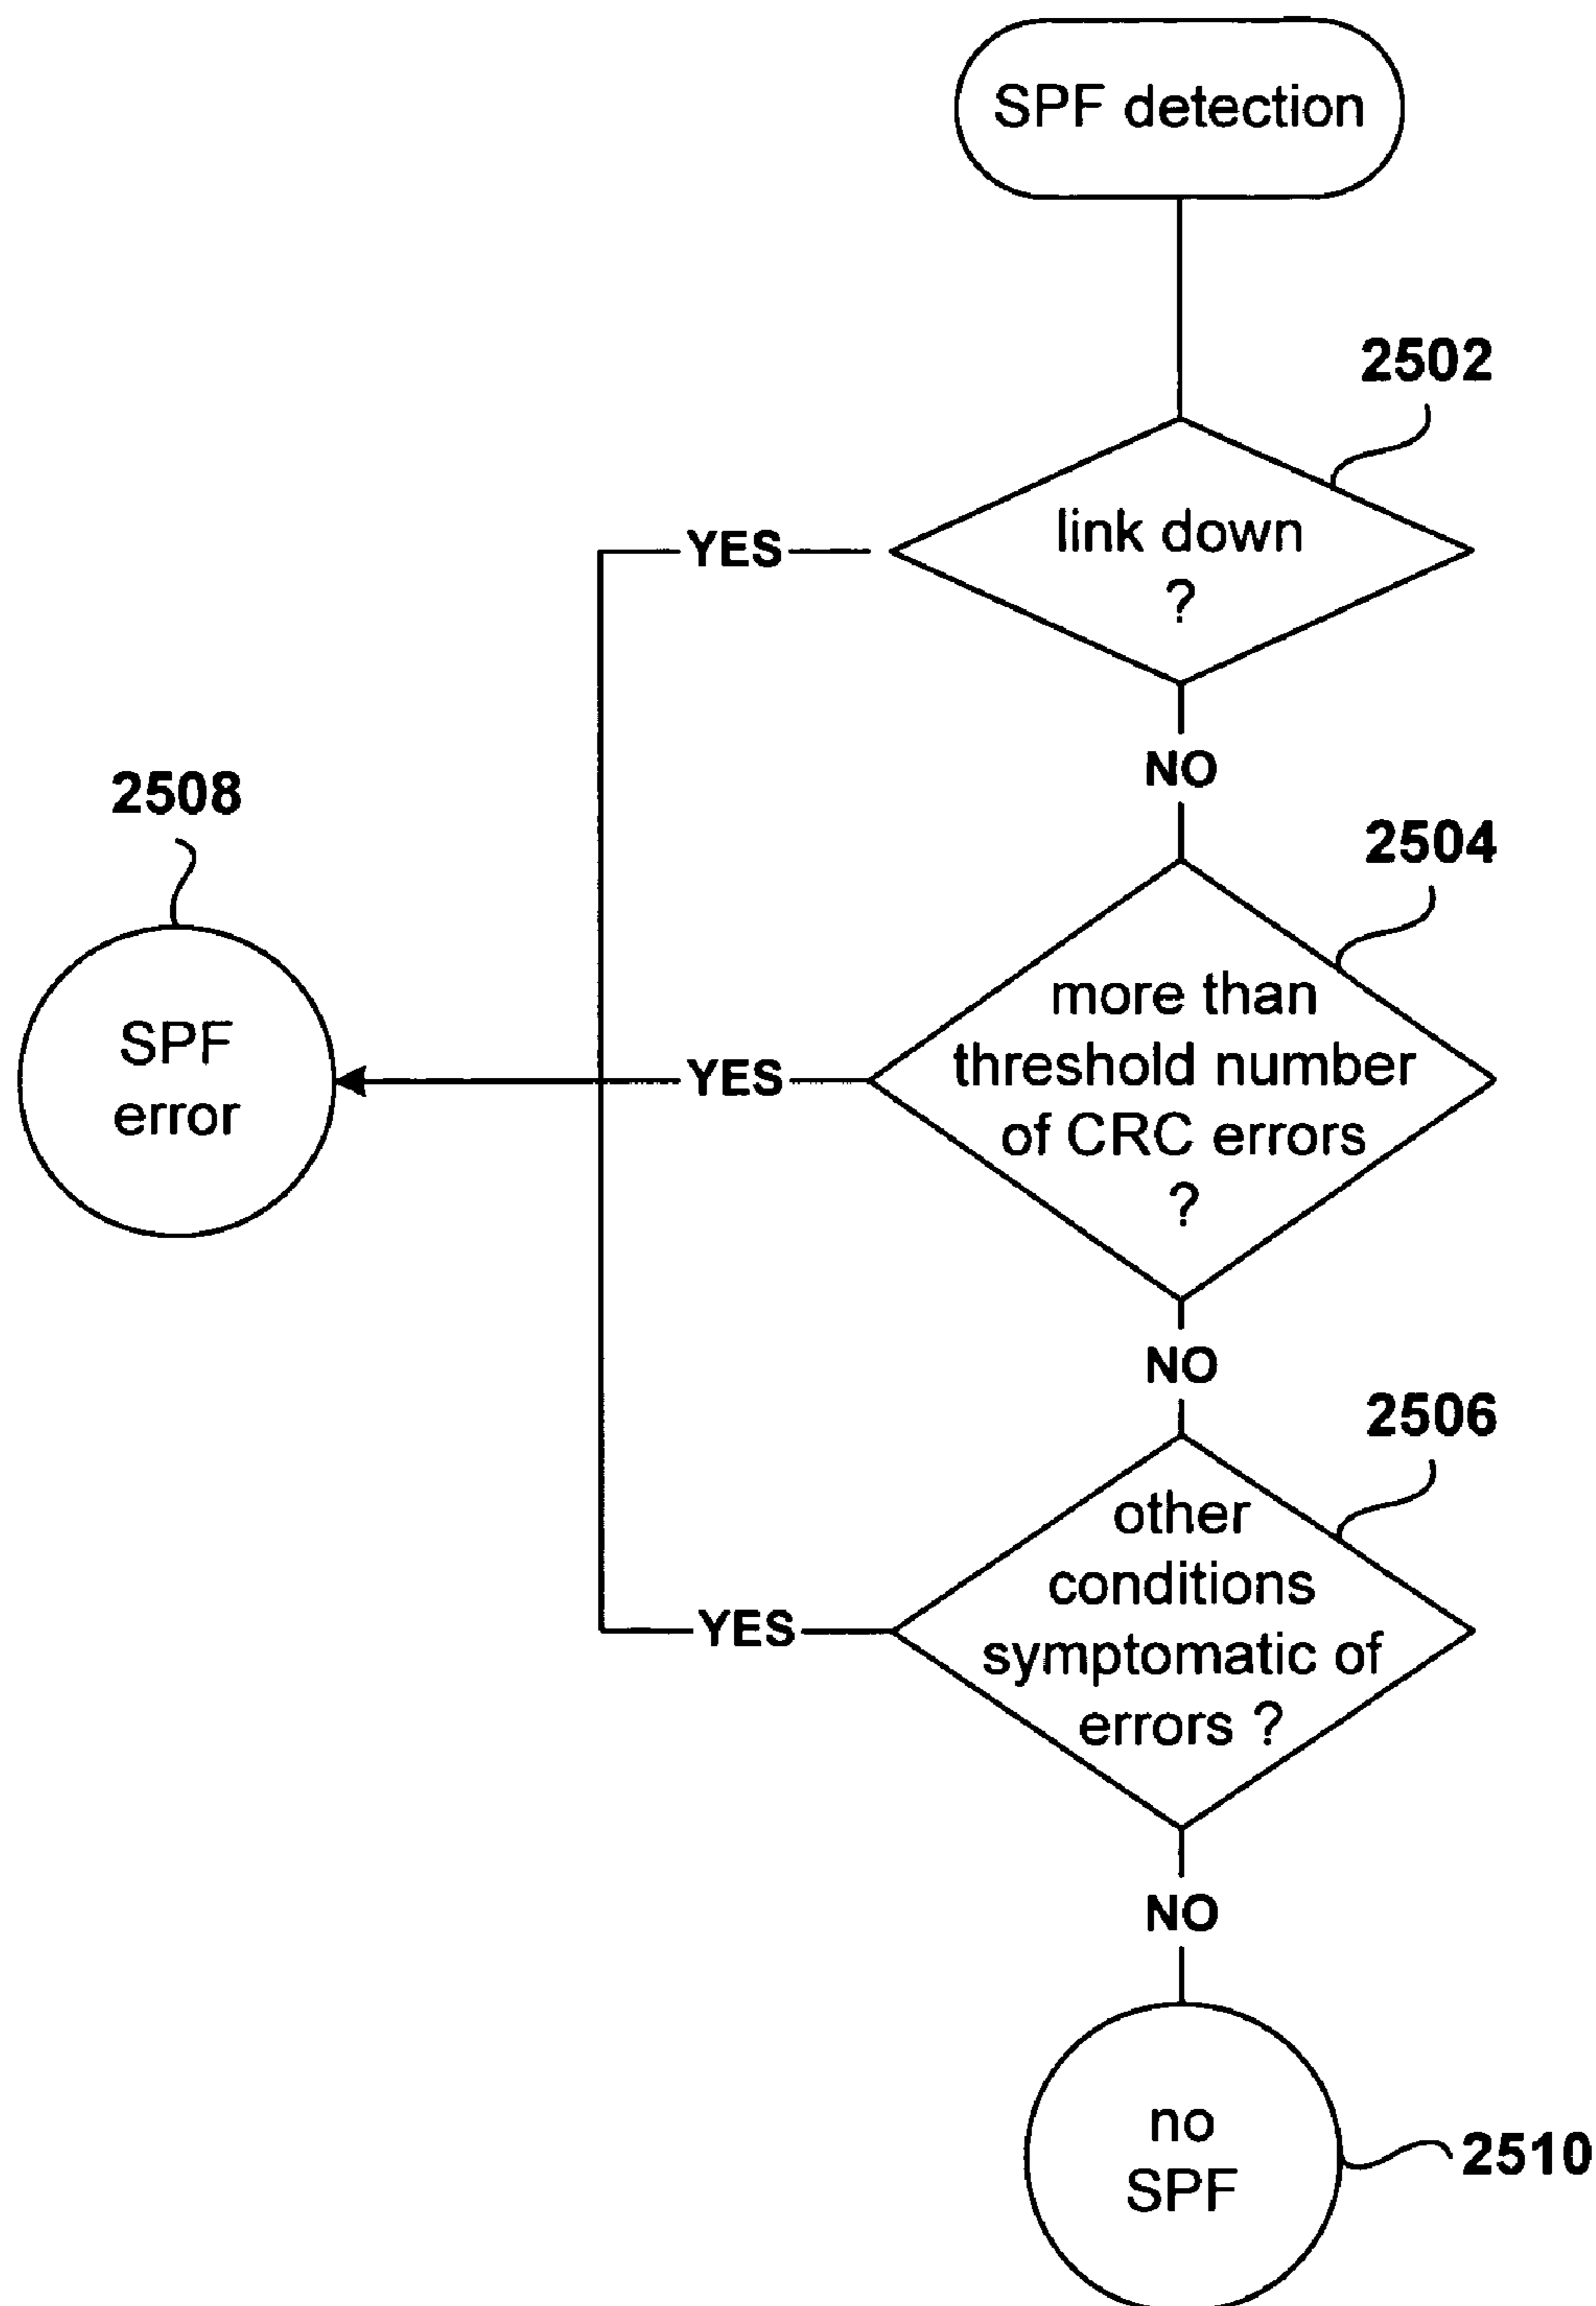 SPF detection
2502
link down
?
YES
NO
2508
2504
SPF
error
more than
threshold number
of CRC errors
?
YES
NO
2506
other
conditions
symptomatic of
errors ?
YES
NO
no
SPF
2510